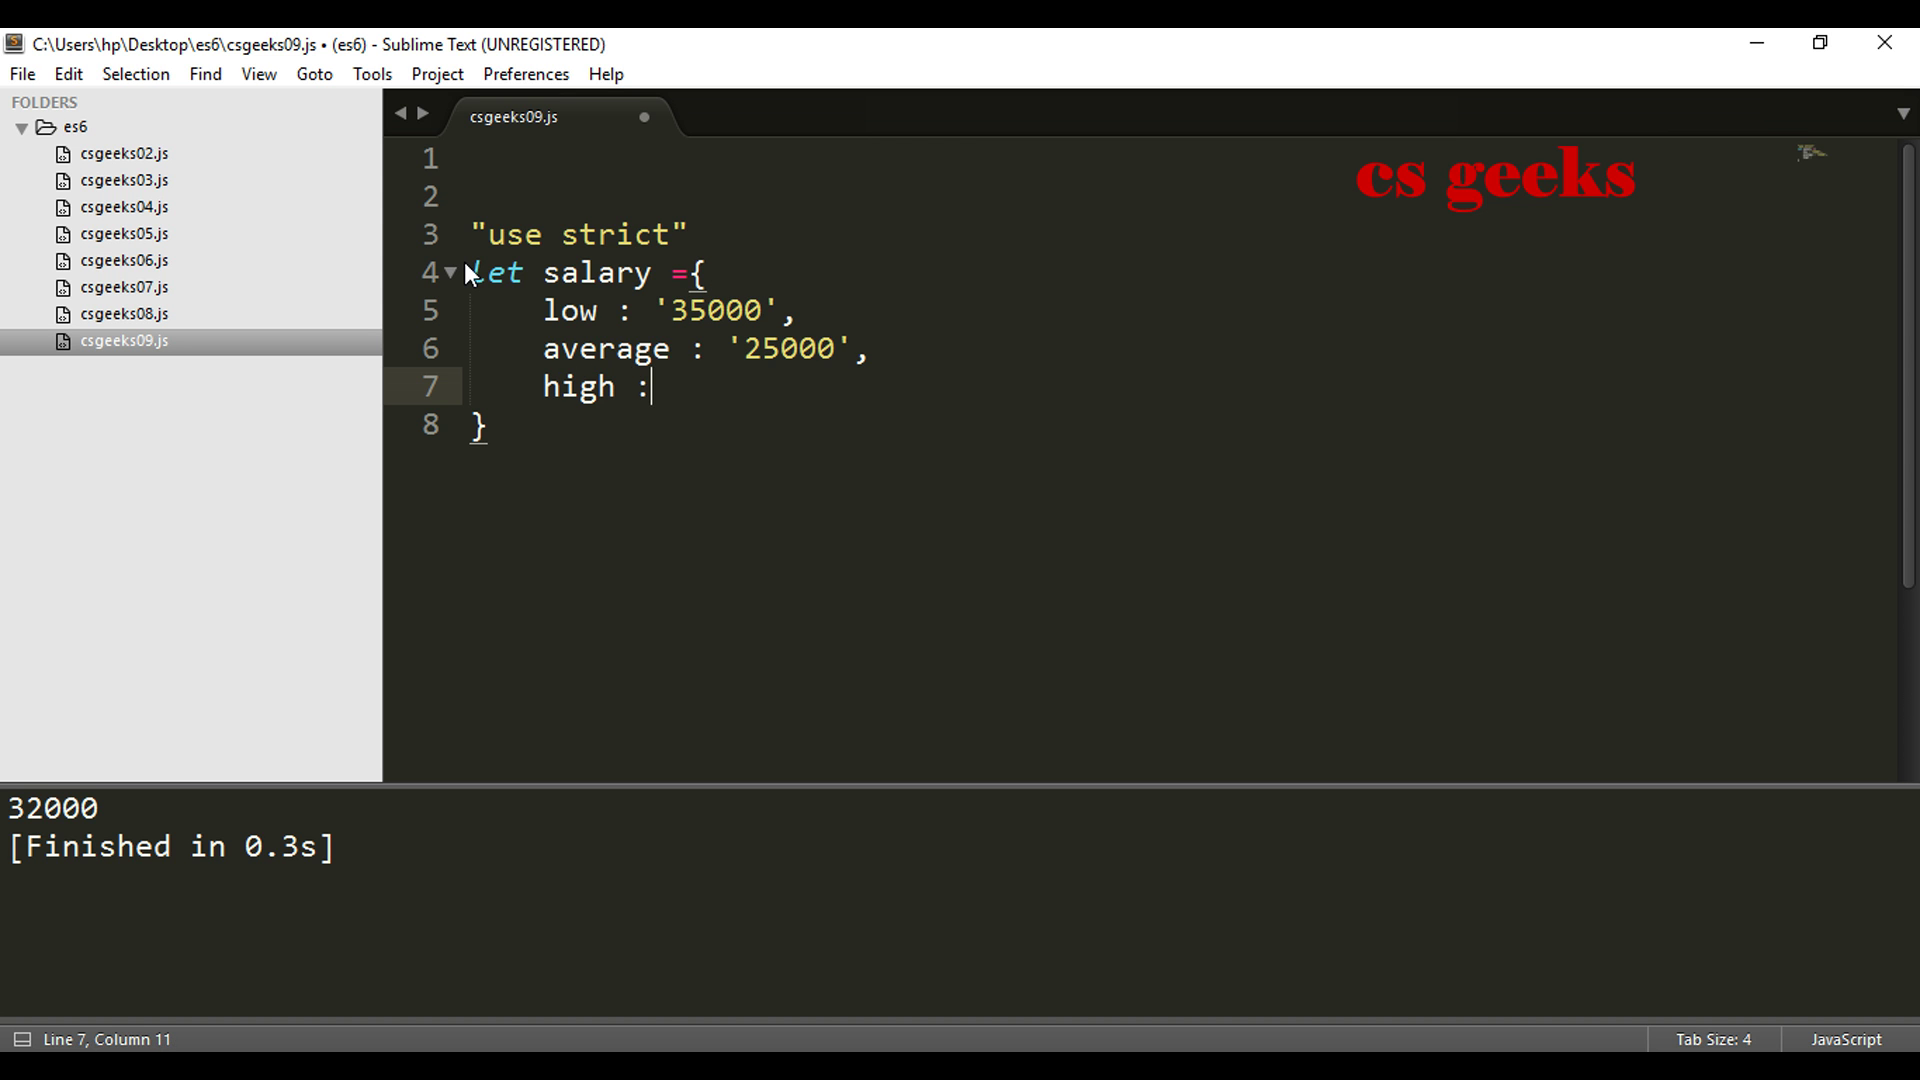 C:\Users\hp\Desktop\es6\csgeeks09.js • (es6) - Sublime Text (UNREGISTERED)
File Edit Selection Find View Goto Tools Project Preferences Help
FOLDERS
es6
csgeeks02.js
csgeeks03.js
csgeeks04.js
csgeeks05.js
csgeeks06.js
csgeeks07.js
csgeeks08.js
csgeeks09.js
csgeeks09.js
cs geeks
1
2
3 "use strict"
4 let salary ={
5 low : '35000',
6 average : '25000',
7 high :
8 }
32000
[Finished in 0.3s]
Line 7, Column 11
Tab Size: 4
JavaScript